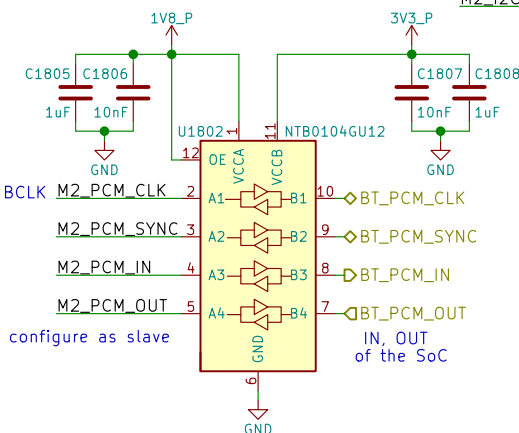 M2_I2C
1V8_P
3V3_P
C1805 C1806
C1807 C1808
1uF 10nF
10nF 1uF
GND
GND
U1802 1 11 NTB0104GU12
12 OE VCCA VCCB
BCLK M2_PCM_CLK 2 A1 B1 10 BT_PCM_CLK
M2_PCM_SYNC 3 A2 B2 9 BT_PCM_SYNC
M2_PCM_IN 4 A3 B3 8 BT_PCM_IN
M2_PCM_OUT 5 A4 B4 7 BT_PCM_OUT
configure as slave
GND
IN, OUT
of the SoC
6
GND